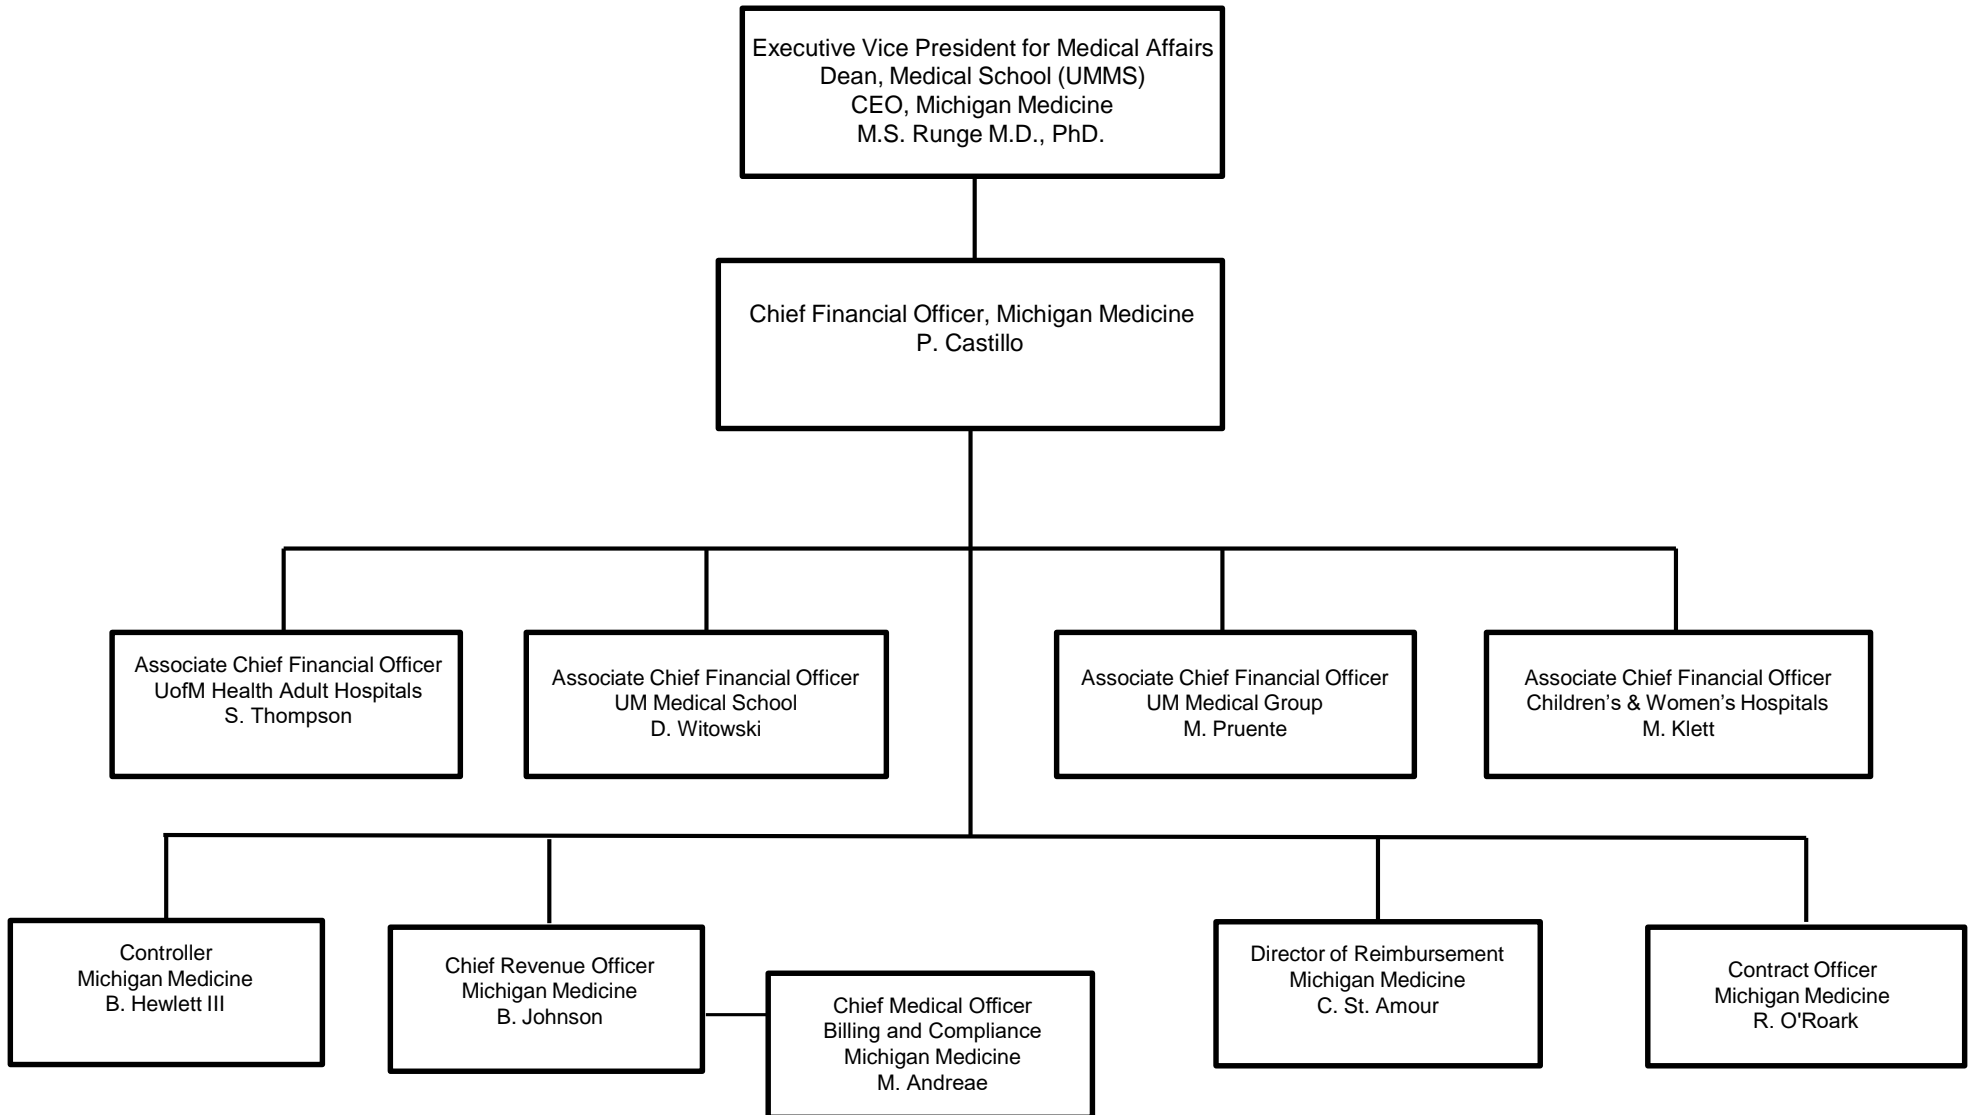 Executive Vice President for Medical Affairs
Dean, Medical School (UMMS)
CEO, Michigan Medicine
M.S. Runge M.D., PhD.
Chief Financial Officer, Michigan Medicine
P. Castillo
Associate Chief Financial Officer
UofM Health Adult Hospitals
S. Thompson
Associate Chief Financial Officer
UM Medical School
D. Witowski
Associate Chief Financial Officer
UM Medical Group
M. Pruente
Associate Chief Financial Officer
Children’s & Women’s Hospitals
M. Klett
Controller
Michigan Medicine
B. Hewlett III
Chief Revenue Officer
Michigan Medicine
B. Johnson
Chief Medical Officer
Billing and Compliance
Michigan Medicine
M. Andreae
Director of Reimbursement
Michigan Medicine
C. St. Amour
Contract Officer
Michigan Medicine
R. O'Roark